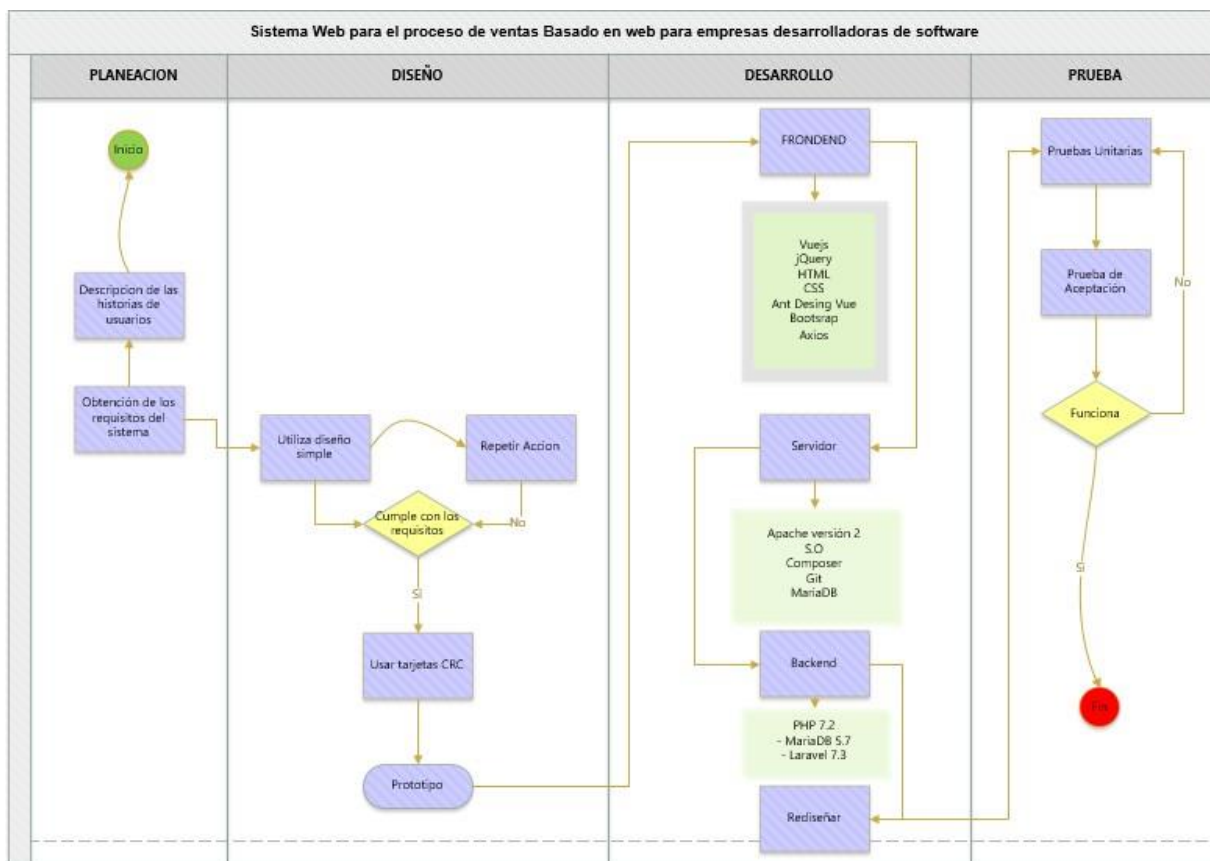 Sistema Web para el proceso de ventas Basado en web para empresas desarrolladoras de software
PLANEACION
DISEÑO
DESARROLLO
PRUEBA
Inicio
Descripcion de las
historias de
usuarios
Obtención de los
requisitos del
sistema
Utiliza diseño
simple
Repetir Accion
Cumple con los
requisitos
No
Si
Usar tarjetas CRC
Prototipo
FRONDEND
Vuejs
jQuery
HTML
CSS
Ant Desing Vue
Bootsrap
Axios
Servidor
Apache versión 2
S.O
Composer
Git
MariaDB
Backend
PHP 7.2
- MariaDB 5.7
- Laravel 7.3
Rediseñar
Pruebas Unitarias
Prueba de
Aceptación
No
Funciona
Si
Fin